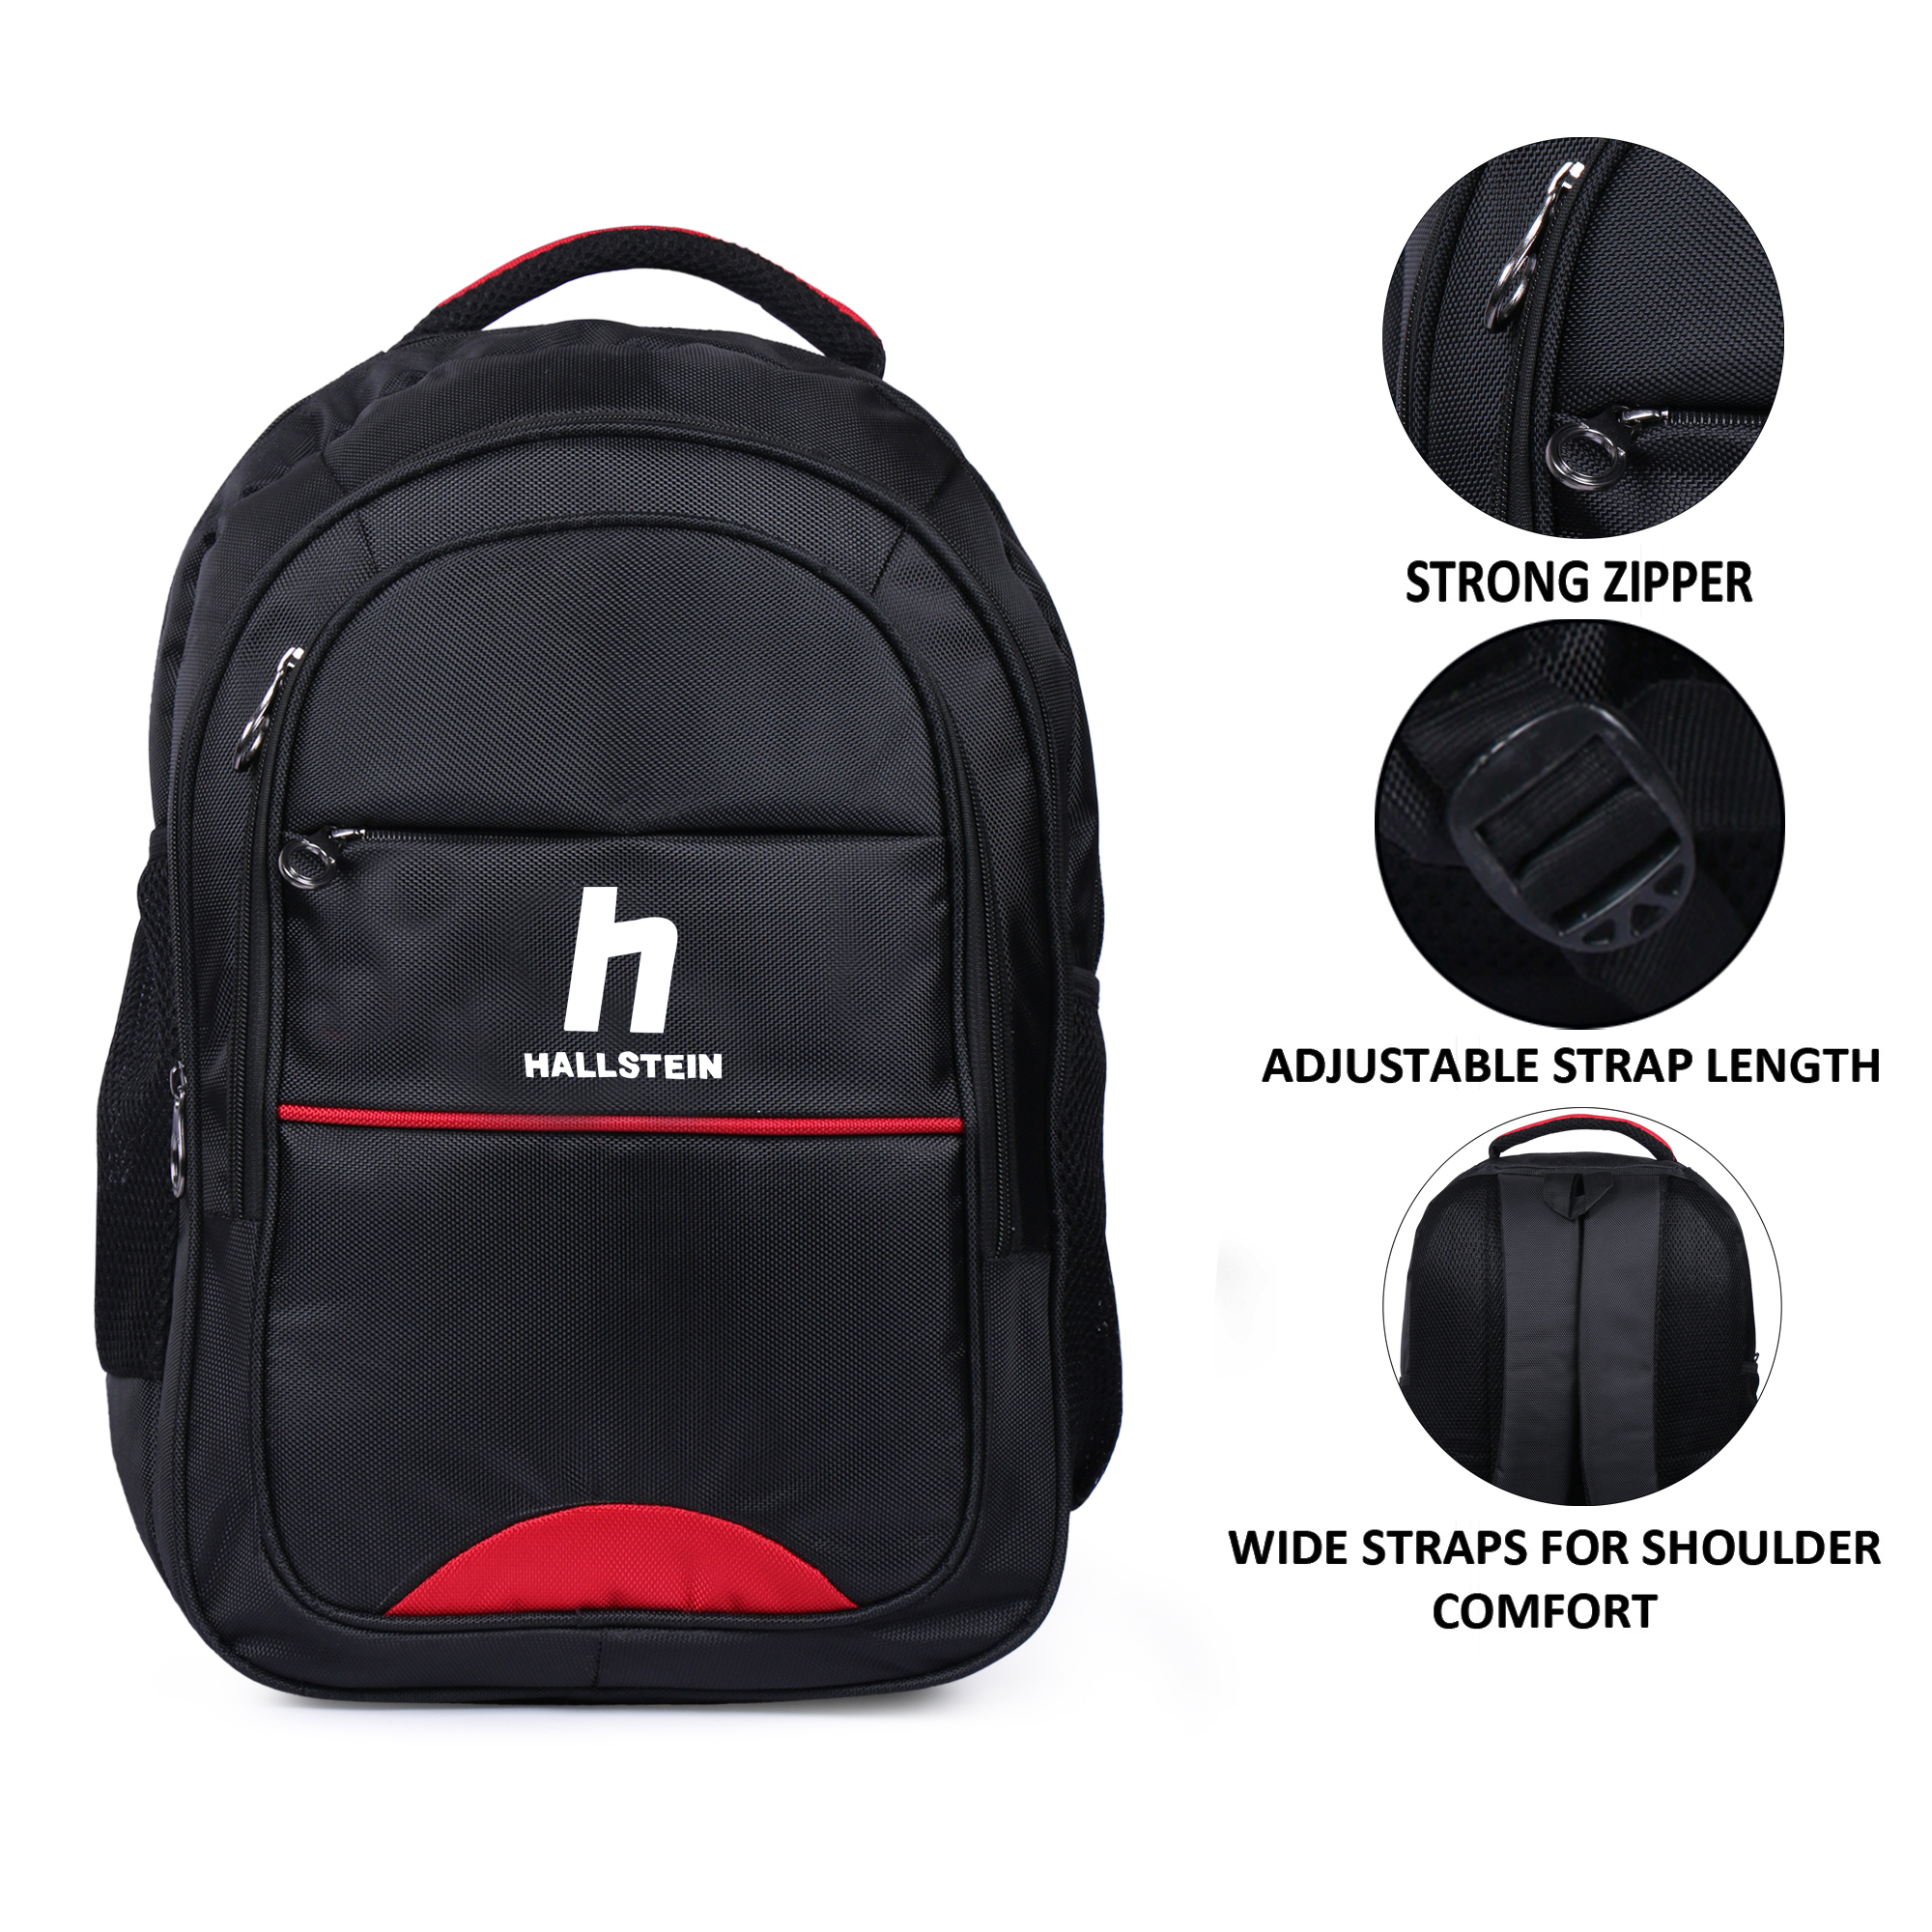 h
HALLSTEIN
STRONG ZIPPER
ADJUSTABLE STRAP LENGTH
WIDE STRAPS FOR SHOULDER
COMFORT